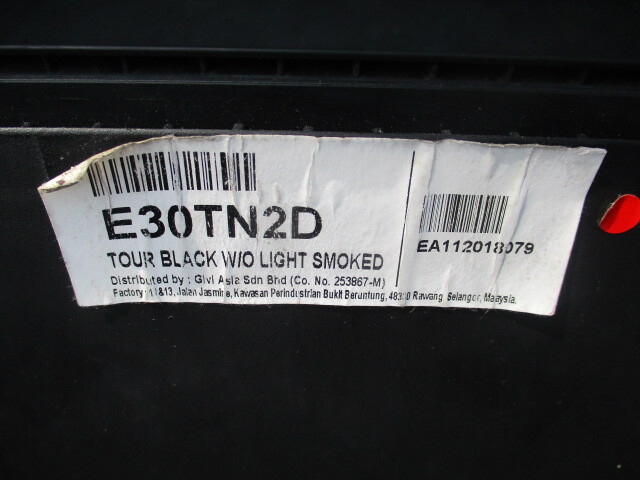 E30TN2D
TOUR BLACK W/O LIGHT SMOKED
Distributed by : Givi Asia Sdn Bhd (Co. No. 253867-M)
Factory Jalan Jasmine, Kawasan Perindustrian Bukit Beruntung, Rawang Selangor, Malaysia.
EA112018079